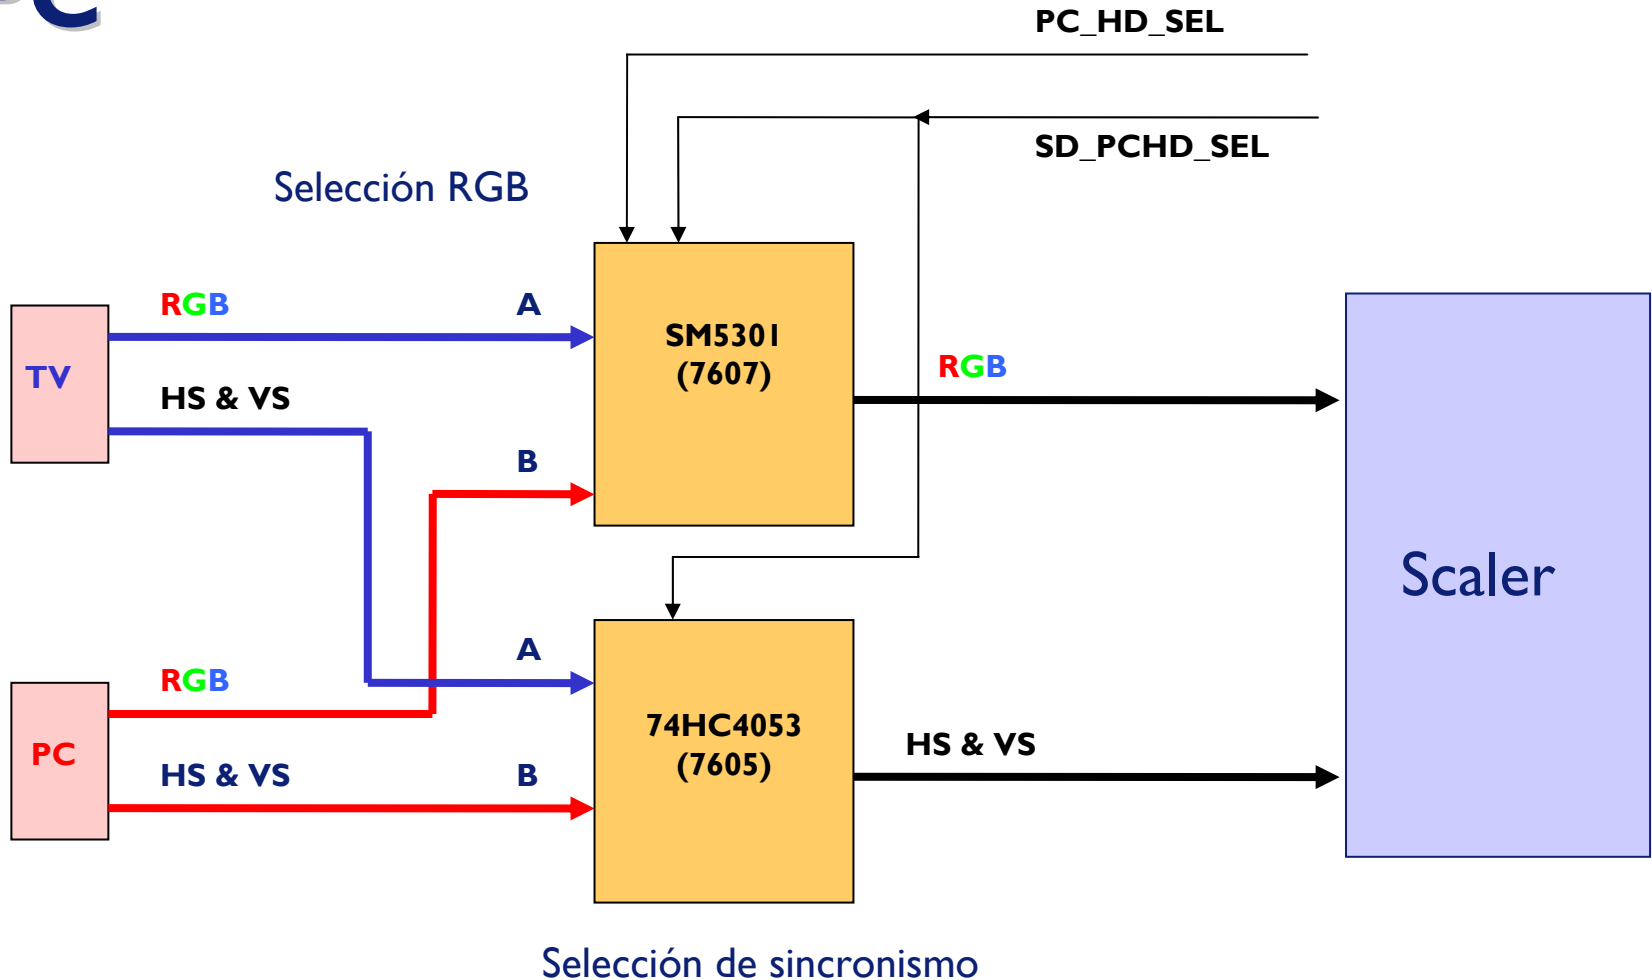 PC
PC_HD_SEL
SD_PCHD_SEL
Selección RGB
RGB
A
TV
HS & VS
SM5301
(7607)
RGB
B
Scaler
A
RGB
PC
74HC4053
(7605)
HS & VS
HS & VS
B
Selección de sincronismo